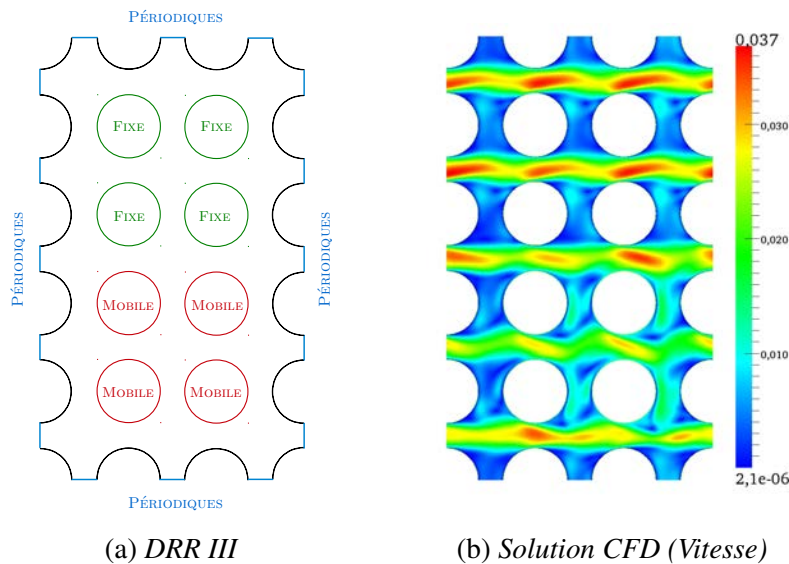 PÉRIODIQUES
PÉRIODIQUES
FIXE FIXE
FIXE FIXE
MOBILE MOBILE
MOBILE MOBILE
PÉRIODIQUES
PÉRIODIQUES
(a) DRR III
0,037
0,030
0,020
0,010
2,1e-06
(b) Solution CFD (Vitesse)